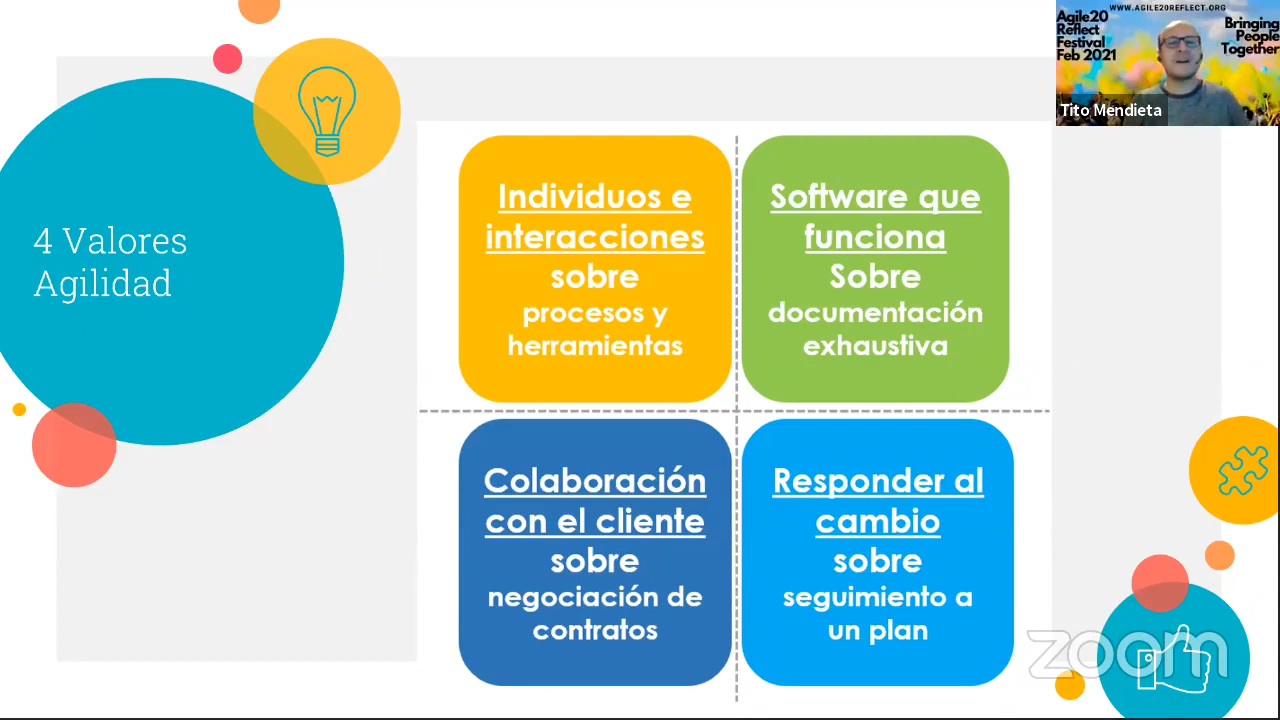 4 Valores
Agilidad
Individuos e
interacciones
sobre
procesos y
herramientas
Software que
funciona
Sobre
documentación
exhaustiva
Colaboración
con el cliente
sobre
negociación de
contratos
Responder al
cambio
sobre
seguimiento a
un plan
WWW.AGILE20REFLECT.ORG
Agile20
Reflect
Festival
Feb 2021
Bringing
People
Together
Tito Mendieta
zoom